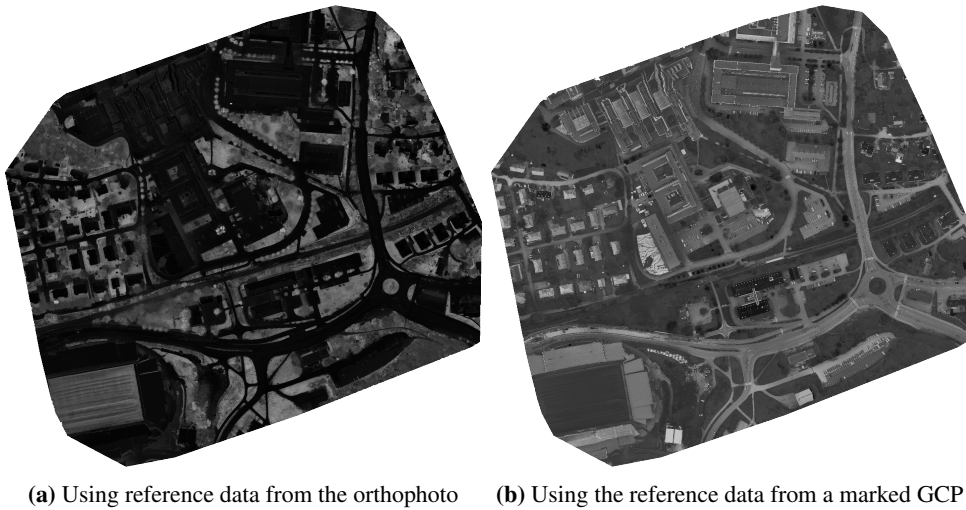 (a) Using reference data from the orthophoto
(b) Using the reference data from a marked GCP